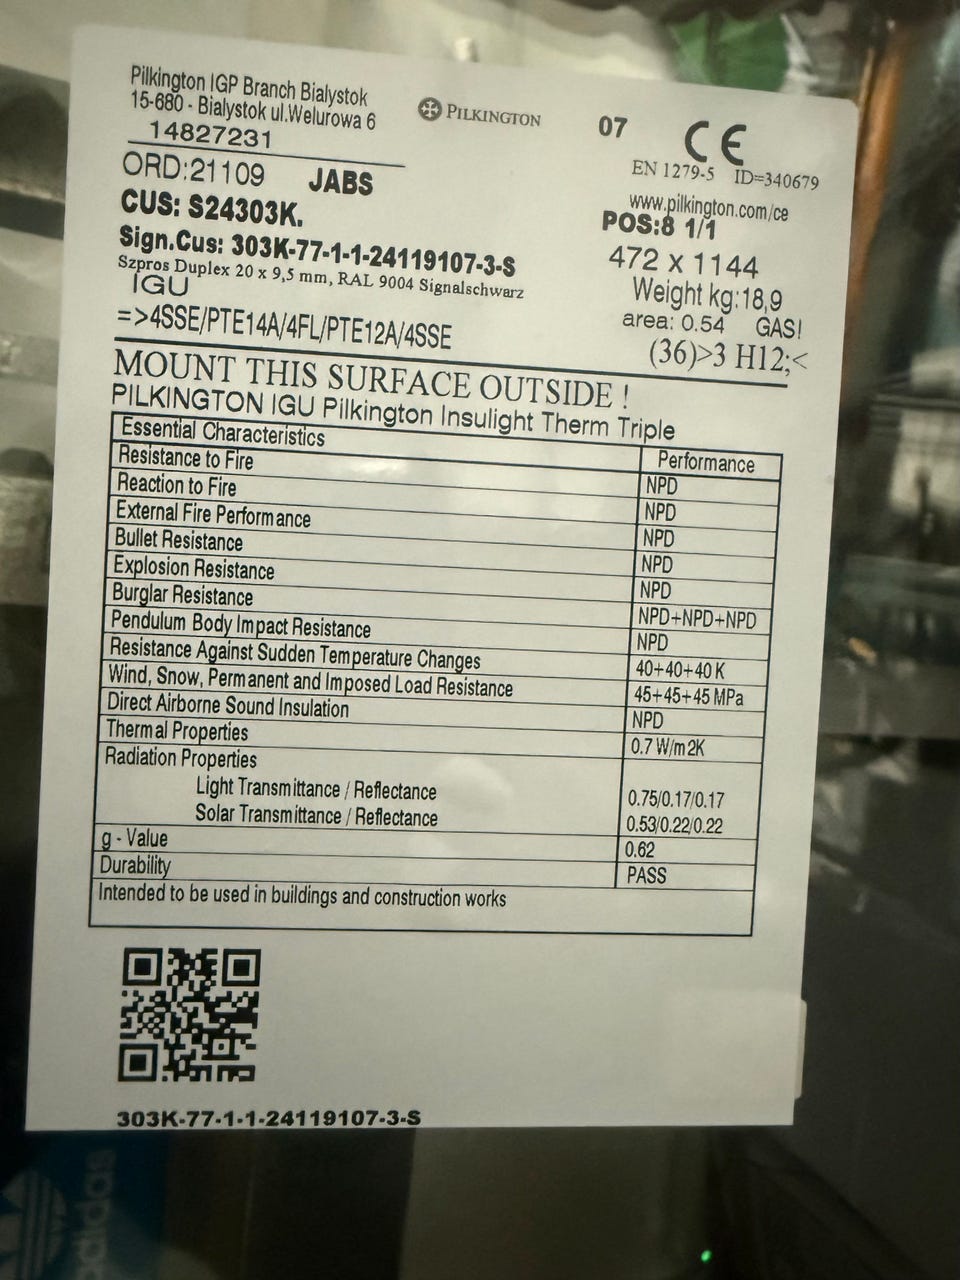 Pilkington IGP Branch Bialystok
15-680 - Bialystok ul.Welurowa 6
14827231
PILKINGTON
07 CE
EN 1279-5 ID=340679
www.pilkington.com/ce
ORD:21109 JABS
CUS: S24303K.
POS:8 1/1
Sign.Cus: 303K-77-1-1-24119107-3-S
472 x 1144
Szpros Duplex 20 x 9,5 mm, RAL 9004 Signalschwarz
Weight kg:18,9
IGU
area: 0.54 GAS!
=>4SSE/PTE14A/4FL/PTE12A/4SSE
(36)>3 H12;<
MOUNT THIS SURFACE OUTSIDE !
PILKINGTON IGU Pilkington Insulight Therm Triple
Essential Characteristics Performance
Resistance to Fire NPD
Reaction to Fire NPD
External Fire Performance NPD
Bullet Resistance NPD
Explosion Resistance NPD
Burglar Resistance NPD+NPD+NPD
Pendulum Body Impact Resistance NPD
Resistance Against Sudden Temperature Changes 40+40+40 K
Wind, Snow, Permanent and Imposed Load Resistance 45+45+45 MPa
Direct Airborne Sound Insulation NPD
Thermal Properties 0.7 W/m2K
Radiation Properties
Light Transmittance / Reflectance 0.75/0.17/0.17
Solar Transmittance / Reflectance 0.53/0.22/0.22
g - Value 0.62
Durability PASS
Intended to be used in buildings and construction works
303K-77-1-1-24119107-3-S
adidas